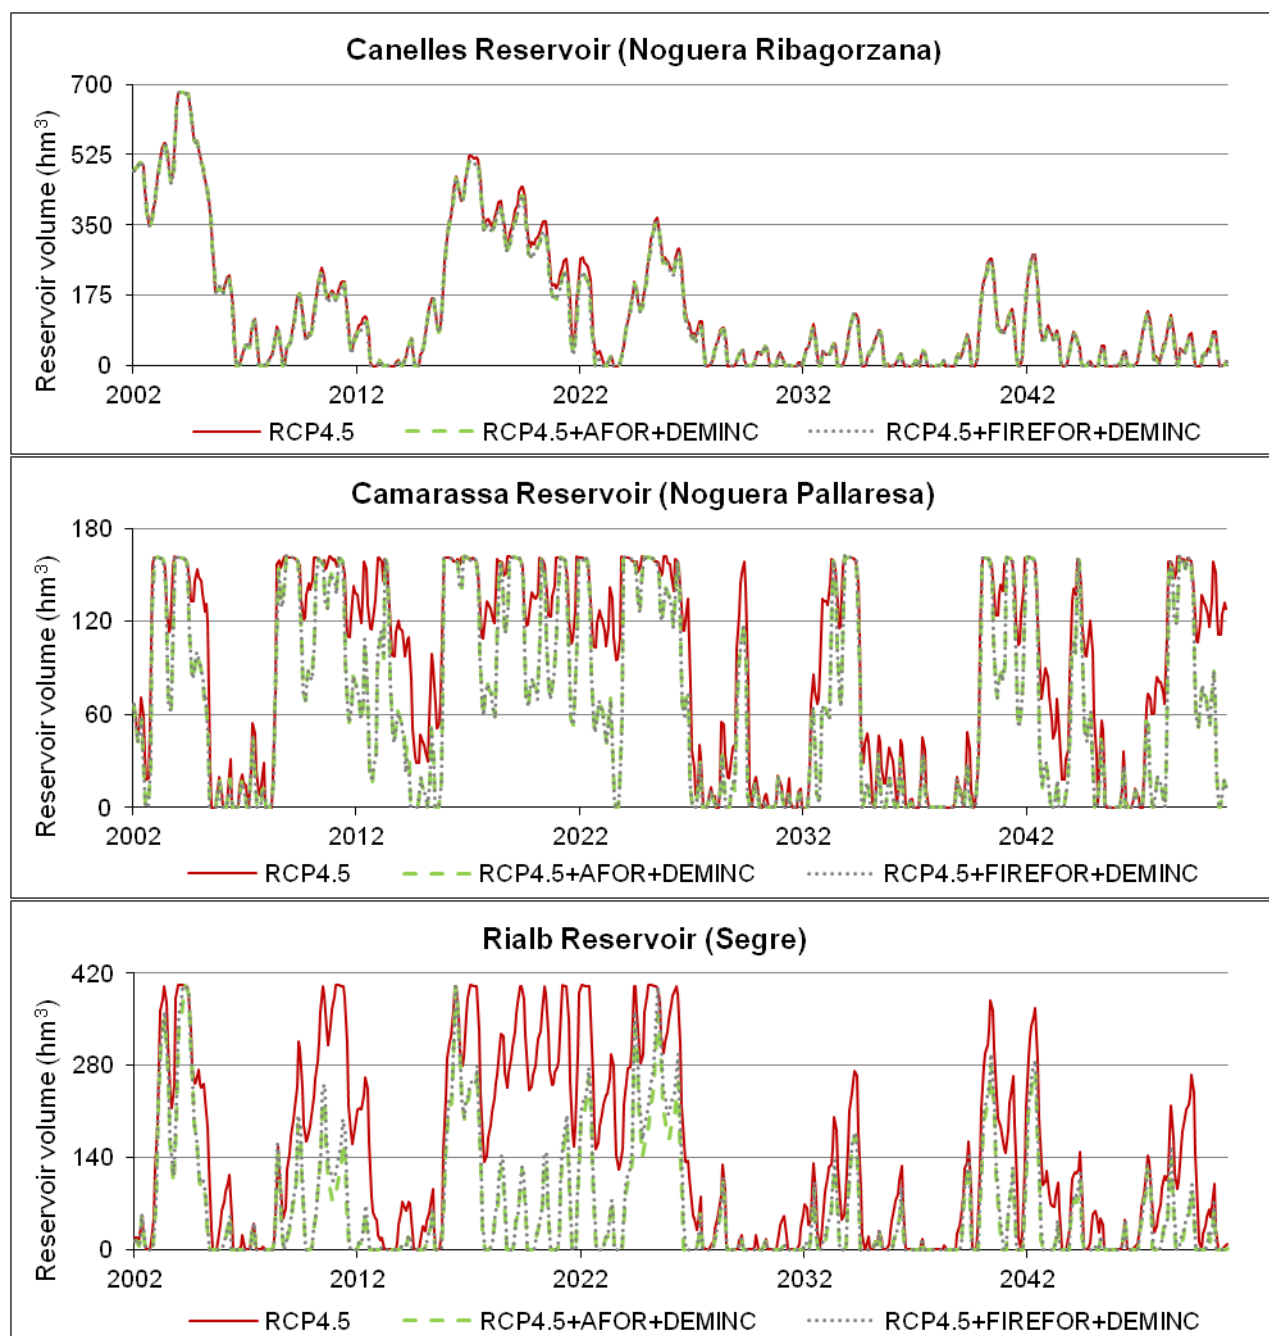 Canelles Reservoir (Noguera Ribagorzana)
Reservoir volume (hm³)
700
525
350
175
0
2002 2012 2022 2032 2042
RCP4.5 RCP4.5+AFOR+DEMINC RCP4.5+FIREFOR+DEMINC
Camarassa Reservoir (Noguera Pallaresa)
Reservoir volume (hm³)
180
120
60
0
2002 2012 2022 2032 2042
RCP4.5 RCP4.5+AFOR+DEMINC RCP4.5+FIREFOR+DEMINC
Rialb Reservoir (Segre)
Reservoir volume (hm³)
420
280
140
0
2002 2012 2022 2032 2042
RCP4.5 RCP4.5+AFOR+DEMINC RCP4.5+FIREFOR+DEMINC